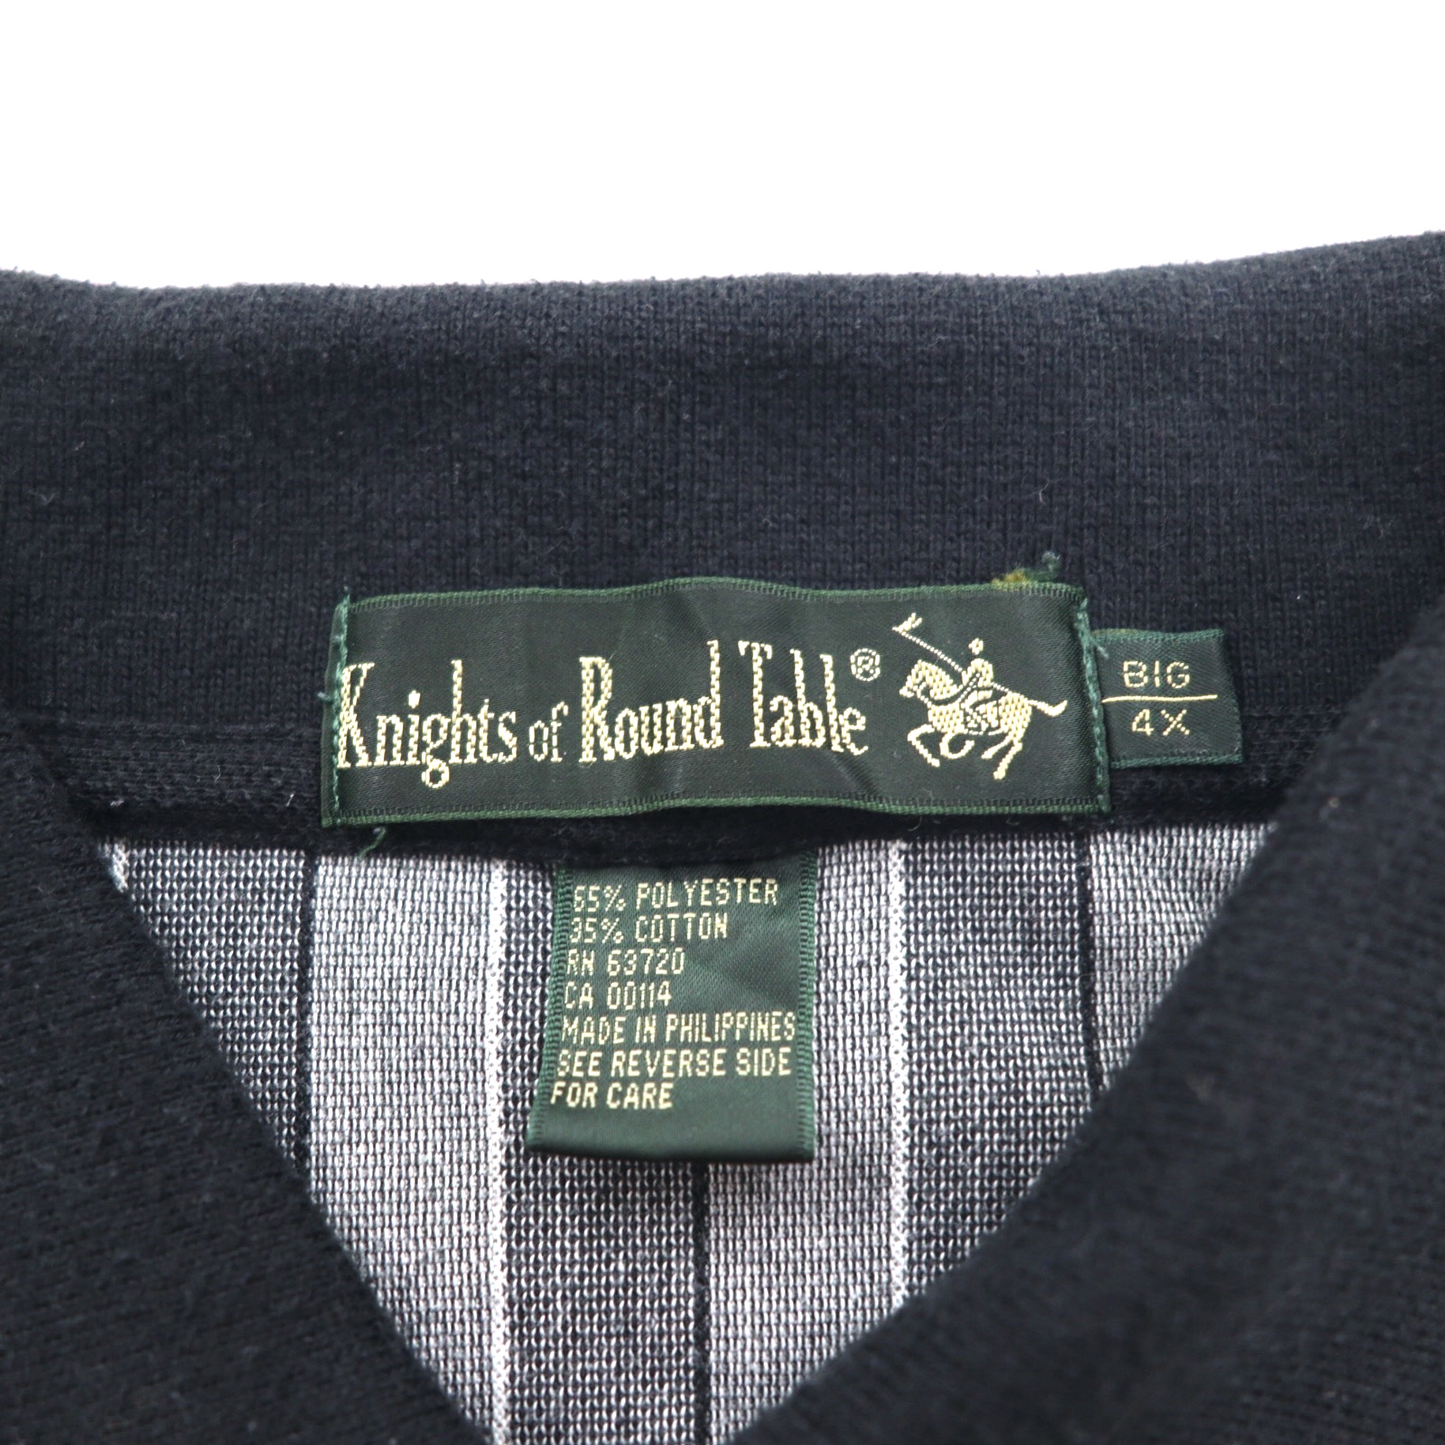 Knights of Round Table®
BIG
4X
65% POLYESTER
35% COTTON
RN 63720
CA 00114
MADE IN PHILIPPINES
SEE REVERSE SIDE
FOR CARE